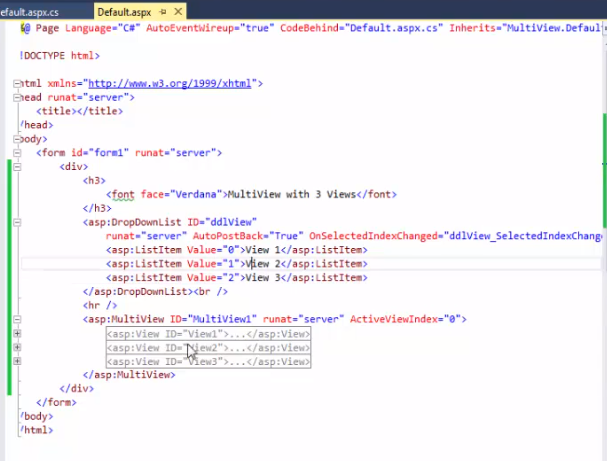 efault.aspx.cs Default.aspx
%@ Page Language="C#" AutoEventWireup="true" CodeBehind="Default.aspx.cs" Inherits="MultiView.Defaul
!DOCTYPE html>
html xmlns="http://www.w3.org/1999/xhtml">
head runat="server">
<title></title>
/head>
body>
<form id="form1" runat="server">
<div>
<h3>
<font face="Verdana">MultiView with 3 Views</font>
</h3>
<asp:DropDownList ID="ddlView"
runat="server" AutoPostBack="True" OnSelectedIndexChanged="ddlView_SelectedIndexChange
<asp:ListItem Value="0">View 1</asp:ListItem>
<asp:ListItem Value="1">View 2</asp:ListItem>
<asp:ListItem Value="2">View 3</asp:ListItem>
</asp:DropDownList><br />
<hr />
<asp:MultiView ID="MultiView1" runat="server" ActiveViewIndex="0">
<asp:View ID="View1">...</asp:View>
<asp:View ID="View2">...</asp:View>
<asp:View ID="View3">...</asp:View>
</asp:MultiView>
</div>
</form>
/body>
/html>